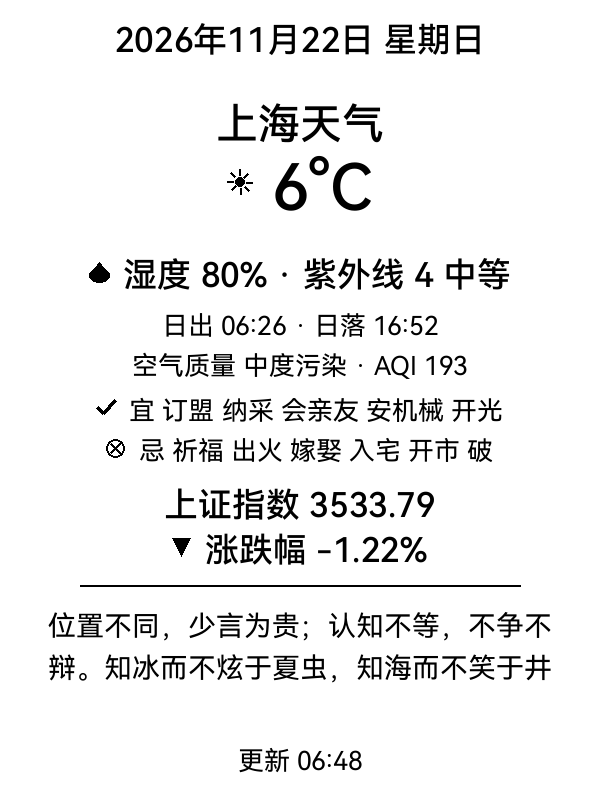 2026年11月22日 星期日
上海天气
6°C
湿度 80% · 紫外线 4 中等
日出 06:26 · 日落 16:52
空气质量 中度污染 · AQI 193
宜 订盟 纳采 会亲友 安机械 开光
忌 祈福 出火 嫁娶 入宅 开市 破
上证指数 3533.79
▼ 涨跌幅 -1.22%
位置不同，少言为贵；认知不等，不争不
辩。知冰而不炫于夏虫，知海而不笑于井
更新 06:48